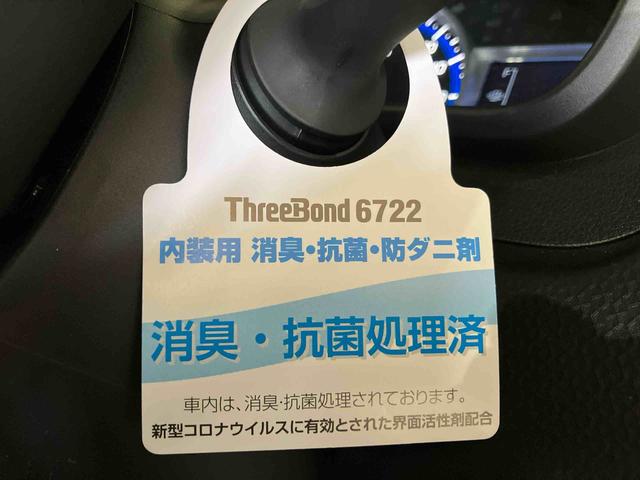 ThreeBond 6722
内装用 消臭・抗菌・防ダニ剤
消臭・抗菌処理済
車内は、消臭・抗菌処理されております。
新型コロナウイルスに有効とされた界面活性剤配合